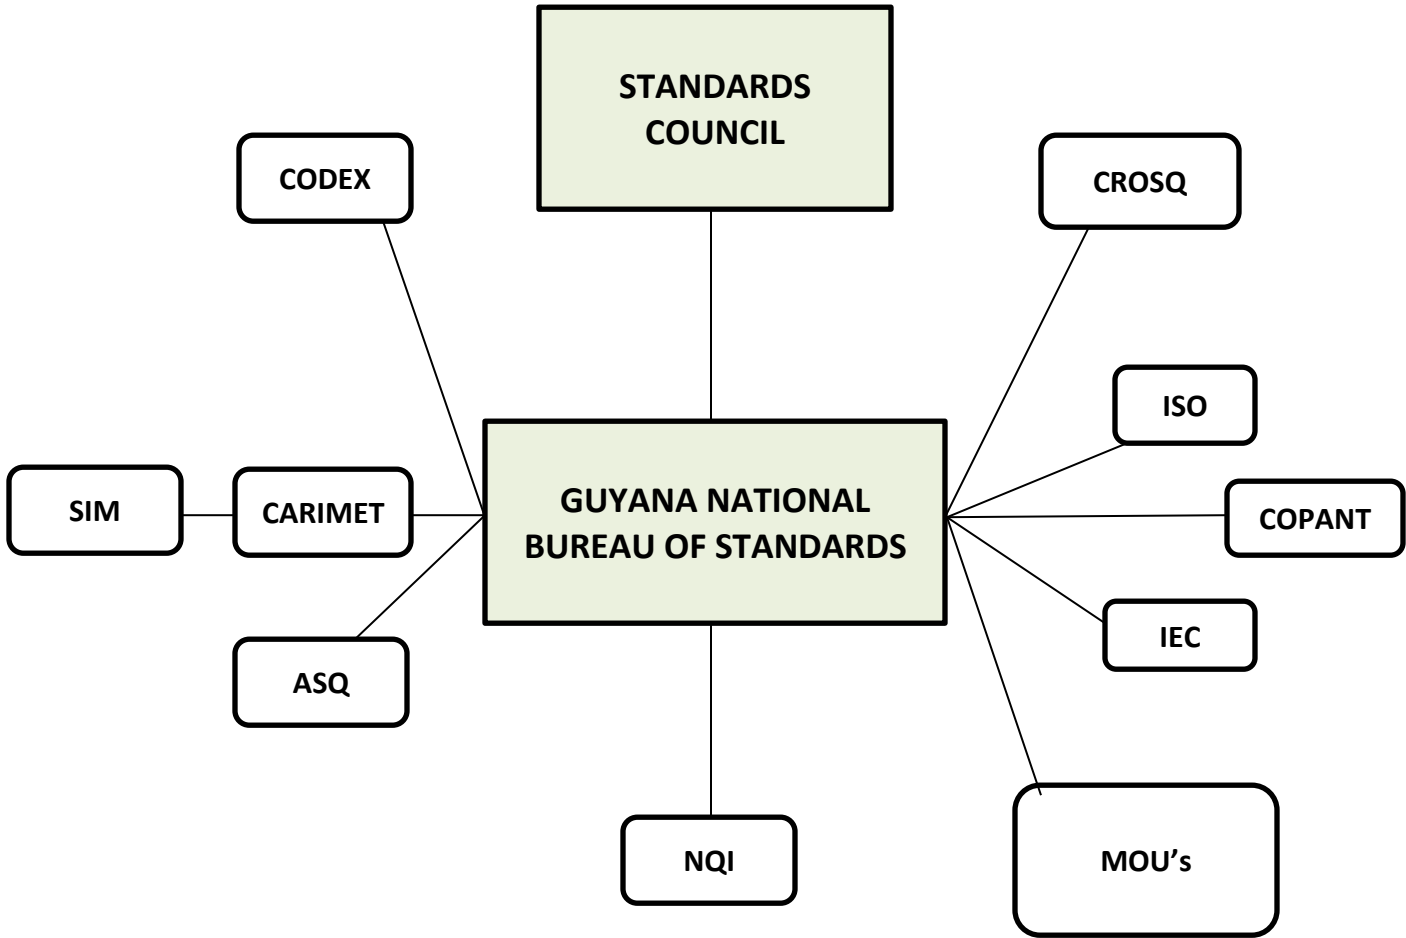 STANDARDS
COUNCIL
CODEX
CROSQ
ISO
SIM
CARIMET
GUYANA NATIONAL
BUREAU OF STANDARDS
COPANT
IEC
ASQ
NQI
MOU’s